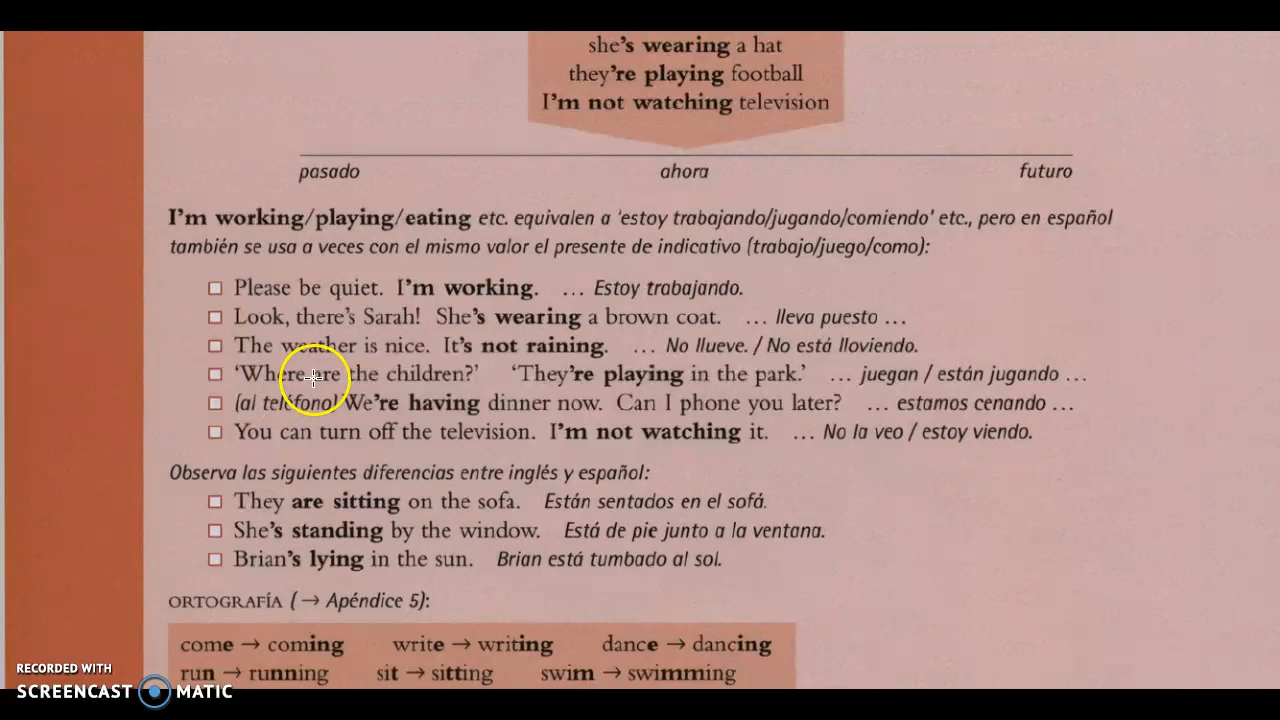 she's wearing a hat
they're playing football
I'm not watching television
pasado ahora futuro
I'm working/playing/eating etc. equivalen a 'estoy trabajando/jugando/comiendo' etc., pero en español
también se usa a veces con el mismo valor el presente de indicativo (trabajo/juego/como):
Please be quiet. I'm working. ... Estoy trabajando.
Look, there's Sarah! She's wearing a brown coat. ... lleva puesto ...
The weather is nice. It's not raining. ... No llueve. / No está lloviendo.
'Where are the children?' 'They're playing in the park.' ... juegan / están jugando ...
(al teléfono) We're having dinner now. Can I phone you later? ... estamos cenando ...
You can turn off the television. I'm not watching it. ... No la veo / estoy viendo.
Observa las siguientes diferencias entre inglés y español:
They are sitting on the sofa. Están sentados en el sofá.
She's standing by the window. Está de pie junto a la ventana.
Brian's lying in the sun. Brian está tumbado al sol.
ORTOGRAFÍA (→ Apéndice 5):
come → coming write → writing dance → dancing
run → running sit → sitting swim → swimming
RECORDED WITH
SCREENCAST MATIC